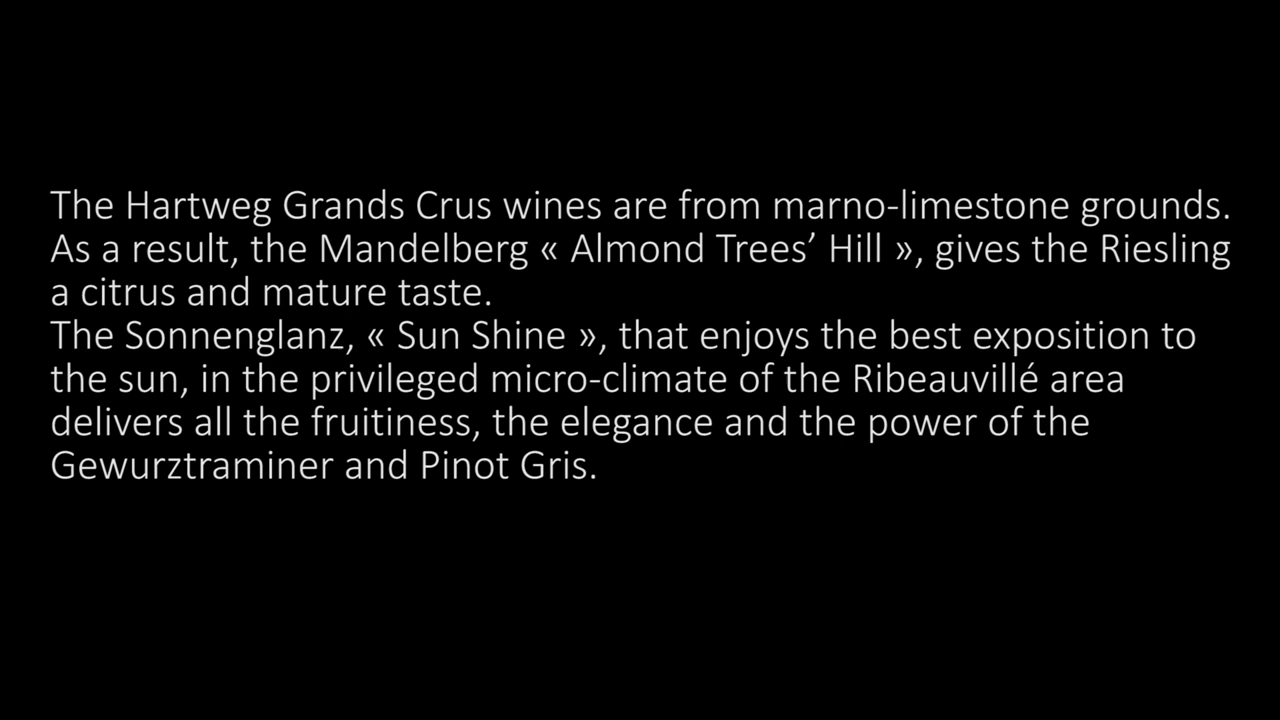 The Hartweg Grands Crus wines are from marno-limestone grounds.
As a result, the Mandelberg « Almond Trees’ Hill », gives the Riesling
a citrus and mature taste.
The Sonnenglanz, « Sun Shine », that enjoys the best exposition to
the sun, in the privileged micro-climate of the Ribeauvillé area
delivers all the fruitiness, the elegance and the power of the
Gewurztraminer and Pinot Gris.